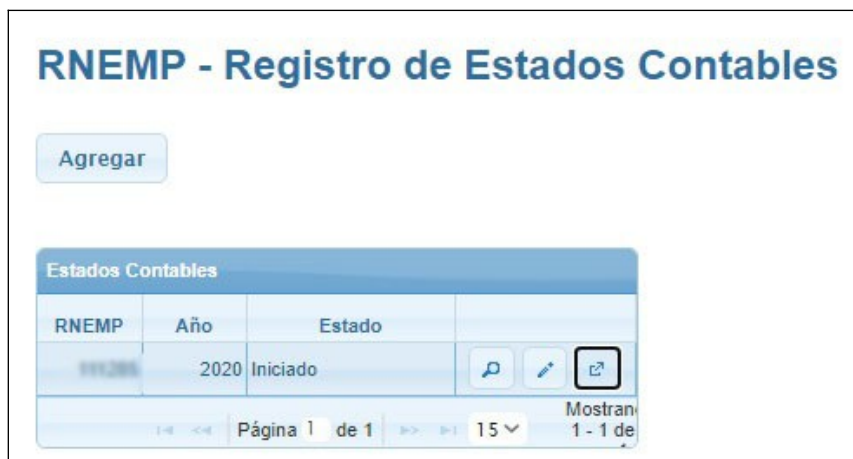 RNEMP - Registro de Estados Contables
Agregar
Estados Contables
RNEMP Año Estado
2020 Iniciado
Página 1 de 1 15 Mostran
1 - 1 de